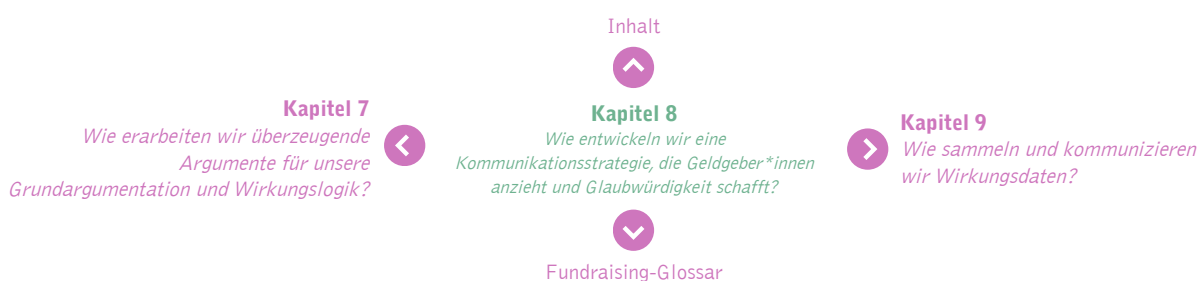 Inhalt
Kapitel 7
Wie erarbeiten wir überzeugende
Argumente für unsere
Grundargumentation und Wirkungslogik?
Kapitel 8
Wie entwickeln wir eine
Kommunikationsstrategie, die Geldgeber*innen
anzieht und Glaubwürdigkeit schafft?
Kapitel 9
Wie sammeln und kommunizieren
wir Wirkungsdaten?
Fundraising-Glossar